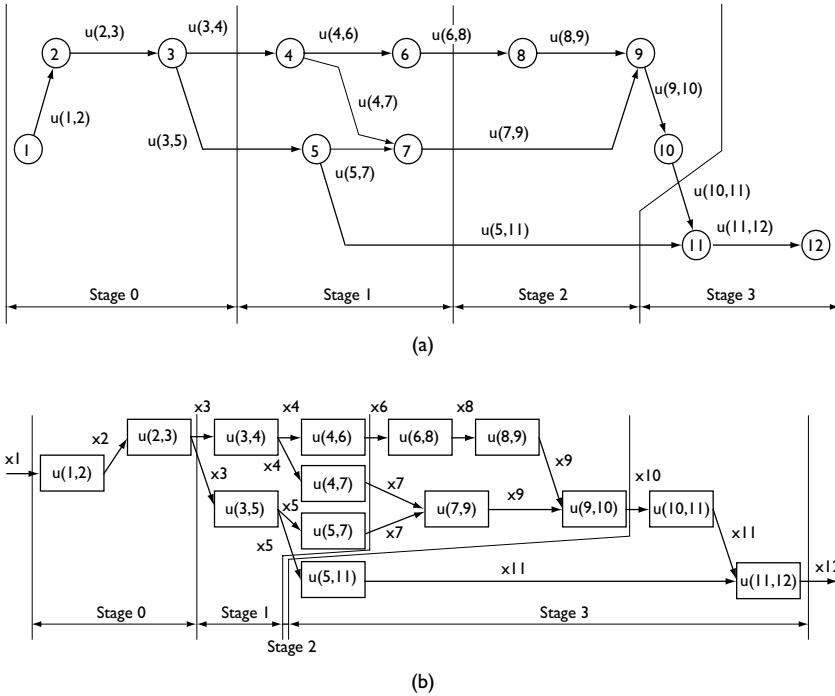 u(2,3)
u(3,4)
u(4,6)
u(6,8)
u(8,9)
2
3
4
6
8
9
u(1,2)
u(4,7)
u(9,10)
u(3,5)
u(7,9)
1
5
7
10
u(5,7)
u(10,11)
u(5,11)
u(11,12)
11
12
Stage 0
Stage 1
Stage 2
Stage 3
(a)
x3
x4
x6
x8
x1
x2
u(2,3)
u(3,4)
u(4,6)
u(6,8)
u(8,9)
u(1,2)
x3
x4
x9
u(4,7)
x7
x10
x5
x9
u(3,5)
u(7,9)
u(9,10)
u(10,11)
u(5,7)
x7
x5
x11
u(5,11)
x11
u(11,12)
x12
Stage 0
Stage 1
Stage 3
Stage 2
(b)